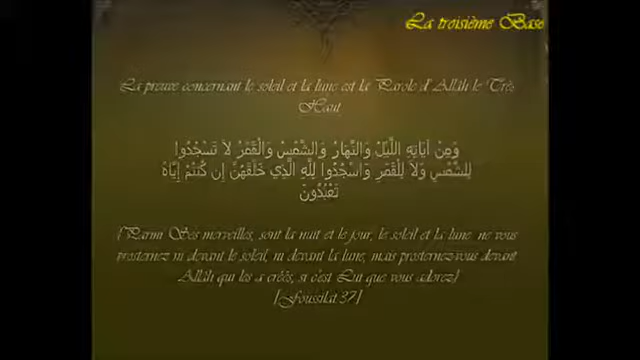 La troisième Base
La preuve concernant le soleil et la lune est la Parole d'Allâh le Très
Haut
وَمِنْ آيَاتِهِ اللَّيْلُ وَالنَّهَارُ وَالشَّمْسُ وَالْقَمَرُ لَا تَسْجُدُوا
لِلشَّمْسِ وَلَا لِلْقَمَرِ وَاسْجُدُوا لِلَّهِ الَّذِي خَلَقَهُنَّ إِن كُنتُمْ إِيَّاهُ
تَعْبُدُونَ
{Parmi Ses merveilles, sont la nuit et le jour, le soleil et la lune ne vous
prosternez ni devant le soleil, ni devant la lune, mais prosternez-vous devant
Allâh qui les a créés, si c'est Lui que vous adorez}
[Foussilat.37]